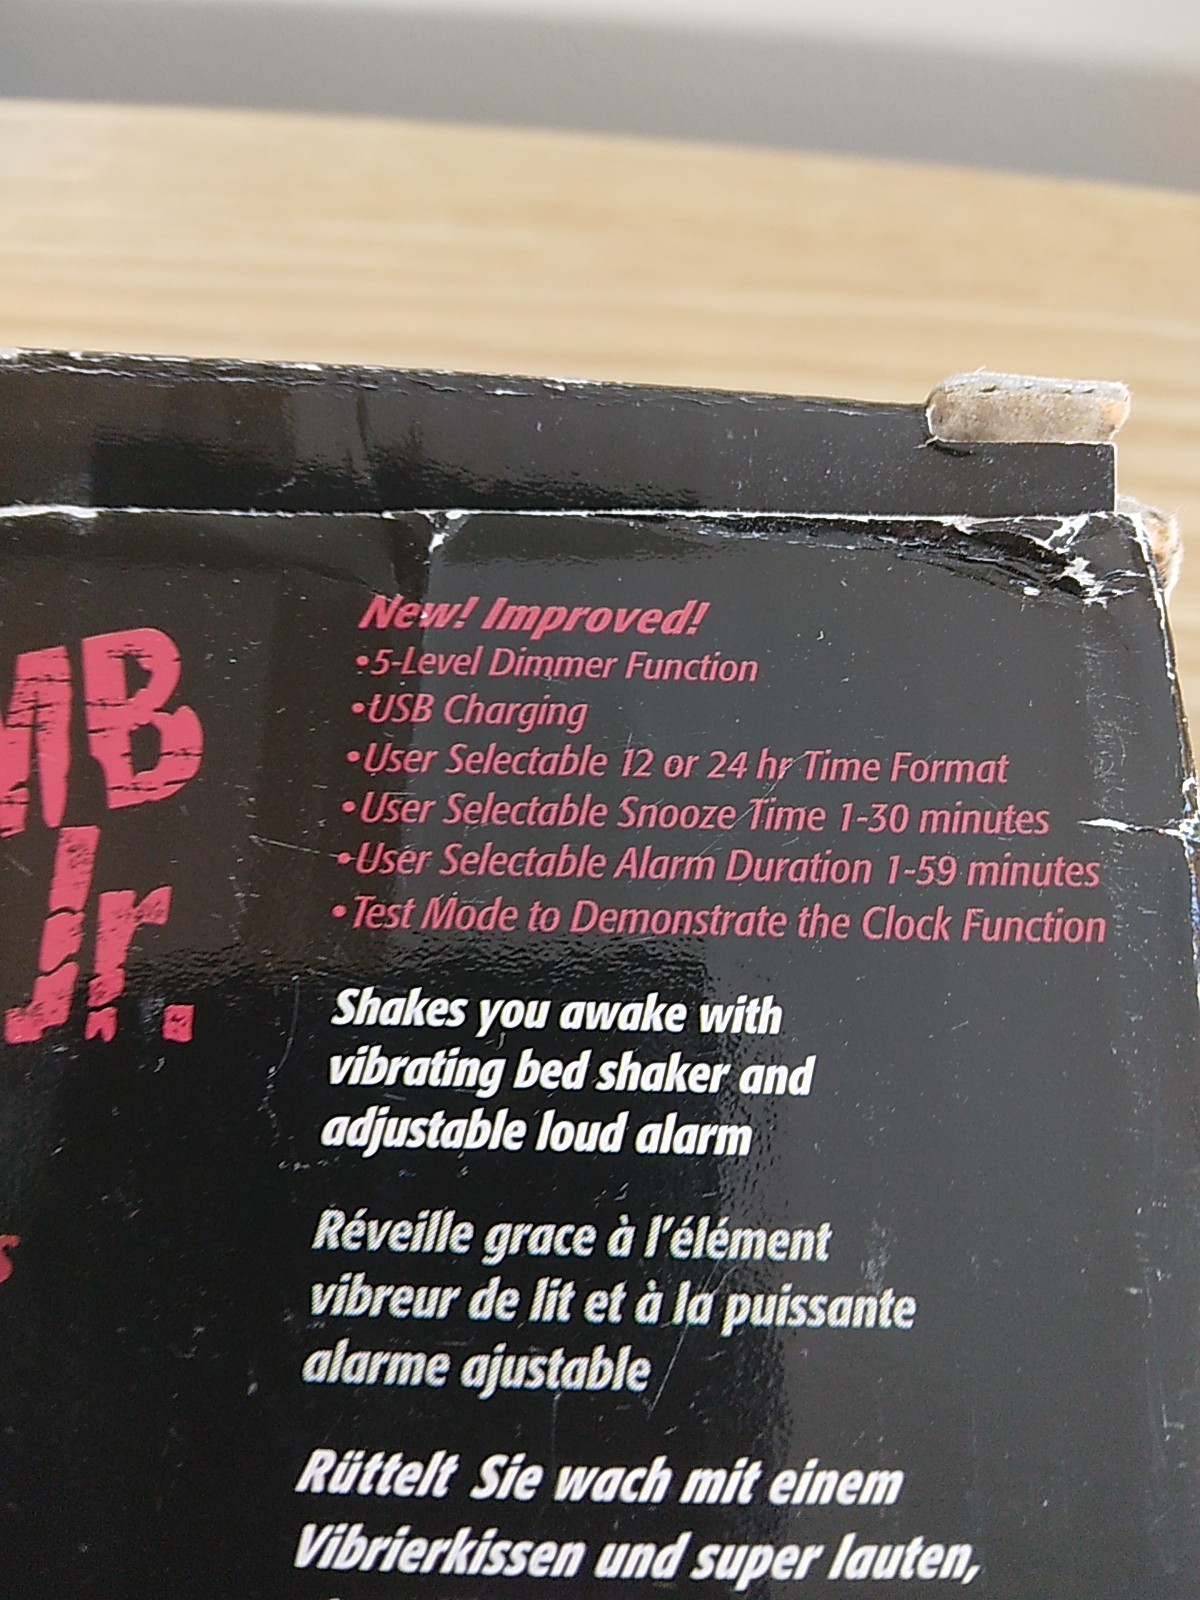 MB
Jr.
s
New! Improved!
•5-Level Dimmer Function
•USB Charging
•User Selectable 12 or 24 hr Time Format
•User Selectable Snooze Time 1-30 minutes
•User Selectable Alarm Duration 1-59 minutes
•Test Mode to Demonstrate the Clock Function
Shakes you awake with
vibrating bed shaker and
adjustable loud alarm
Réveille grace à l'élément
vibreur de lit et à la puissante
alarme ajustable
Rüttelt Sie wach mit einem
Vibrierkissen und super lauten,